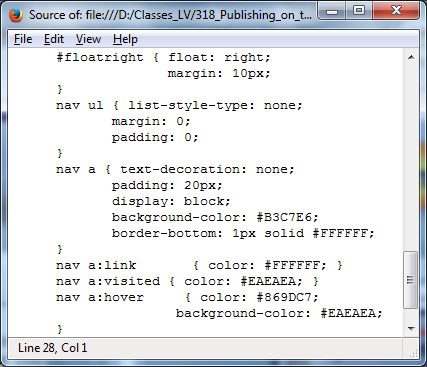 Source of: file:///D:/Classes_LV/318_Publishing_on_t...
File Edit View Help
#floatright { float: right;
margin: 10px;
}
nav ul { list-style-type: none;
margin: 0;
padding: 0;
}
nav a { text-decoration: none;
padding: 20px;
display: block;
background-color: #B3C7E6;
border-bottom: 1px solid #FFFFFF;
}
nav a:link { color: #FFFFFF; }
nav a:visited { color: #EAEAEA; }
nav a:hover { color: #869DC7;
background-color: #EAEAEA;
}
Line 28, Col 1